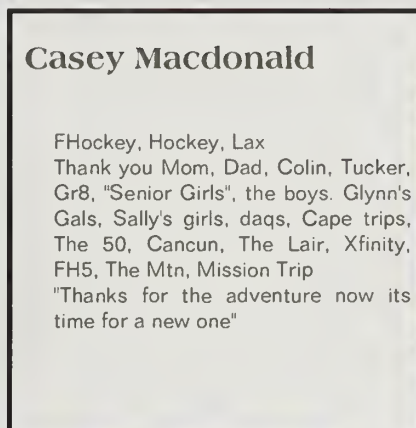 Casey Macdonald
FHockey, Hockey, Lax
Thank you Mom, Dad, Colin, Tucker,
Gr8, "Senior Girls", the boys. Glynn's
Gals, Sally's girls, daqs, Cape trips,
The 50, Cancun, The Lair, Xfinity,
FH5, The Mtn, Mission Trip
"Thanks for the adventure now its
time for a new one"